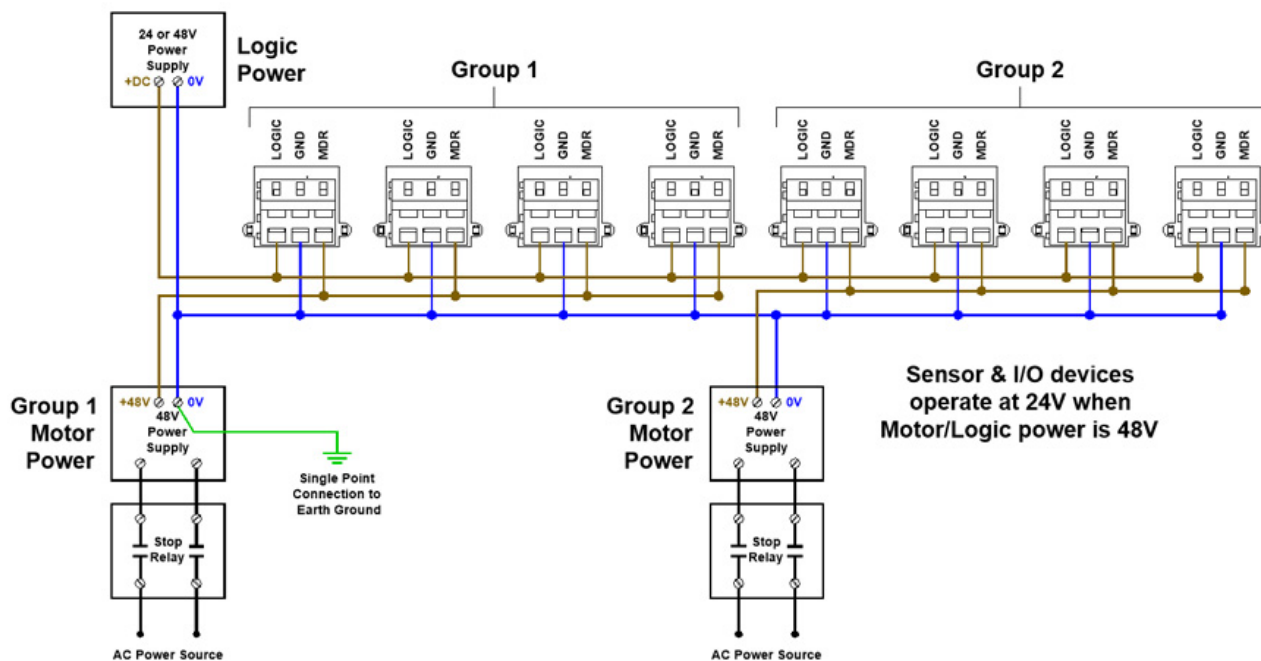 24 or 48V
Power
Supply
+DC
0V
Logic
Power
Group 1
Group 2
LOGIC
GND
MDR
LOGIC
GND
MDR
LOGIC
GND
MDR
LOGIC
GND
MDR
LOGIC
GND
MDR
LOGIC
GND
MDR
LOGIC
GND
MDR
LOGIC
GND
MDR
Group 1
Motor
Power
+48V
0V
48V
Power
Supply
Single Point
Connection to
Earth Ground
Stop
Relay
AC Power Source
Group 2
Motor
Power
+48V
0V
48V
Power
Supply
Stop
Relay
AC Power Source
Sensor & I/O devices
operate at 24V when
Motor/Logic power is 48V